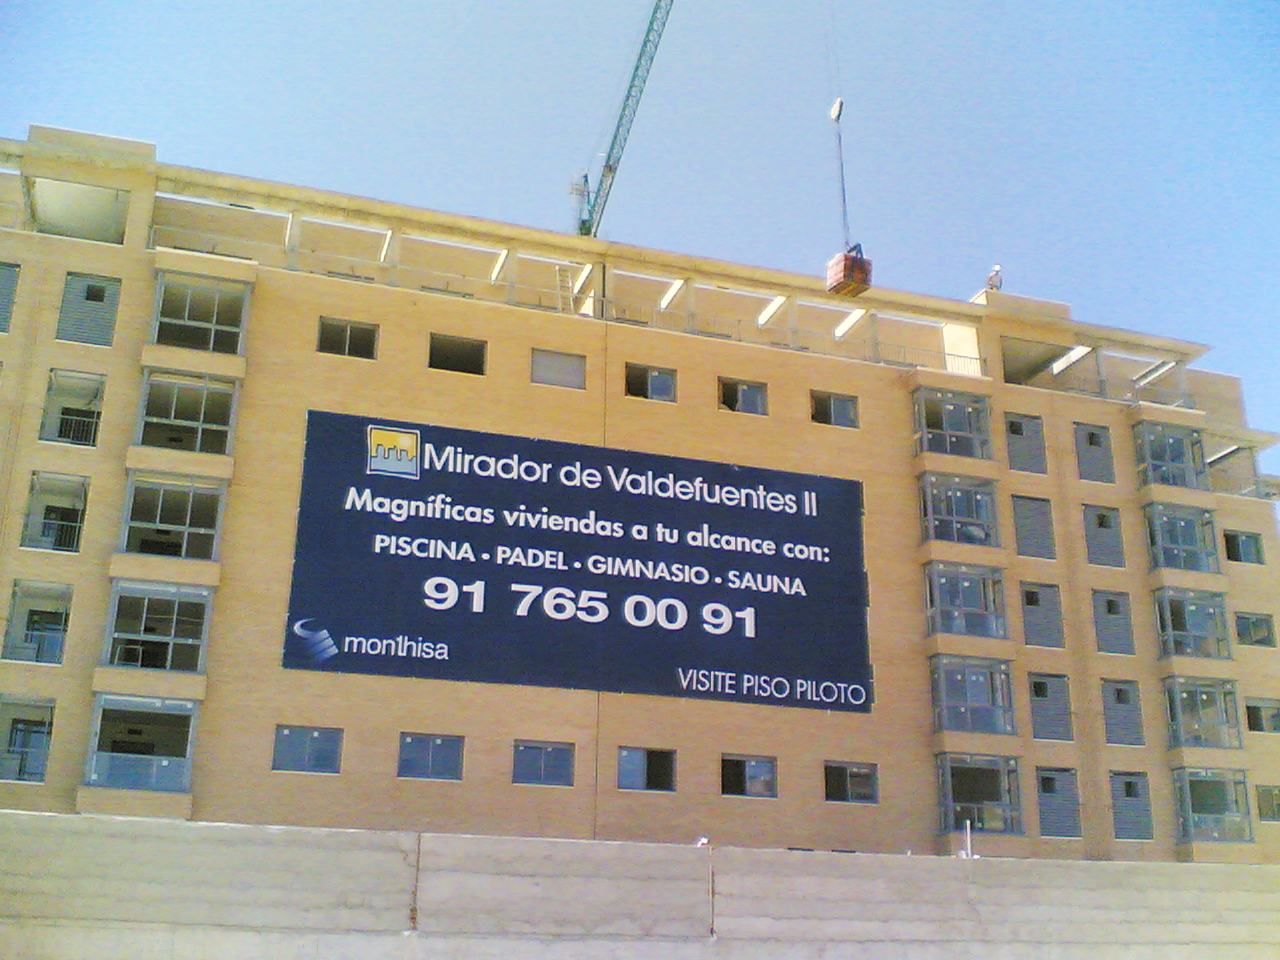 Mirador de Valdefuentes II
Magníficas viviendas a tu alcance con:
PISCINA • PADEL • GIMNASIO • SAUNA
91 765 00 91
monthisa
VISITE PISO PILOTO